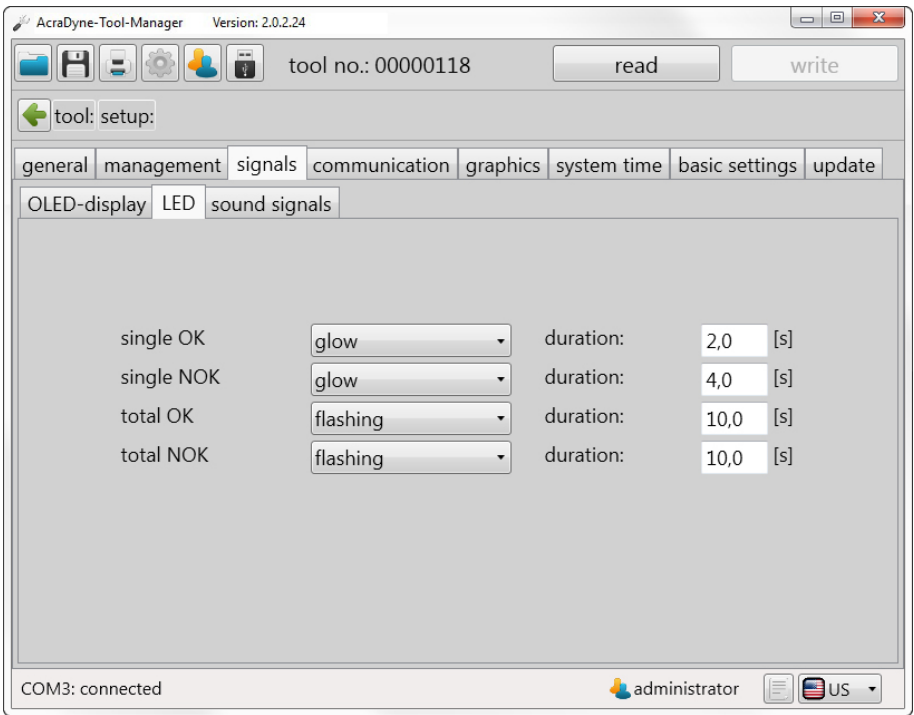 AcraDyne-Tool-Manager Version: 2.0.2.24
tool no.: 00000118 read write
tool: setup:
general management signals communication graphics system time basic settings update
OLED-display LED sound signals
single OK glow duration: 2,0 [s]
single NOK glow duration: 4,0 [s]
total OK flashing duration: 10,0 [s]
total NOK flashing duration: 10,0 [s]
COM3: connected administrator US